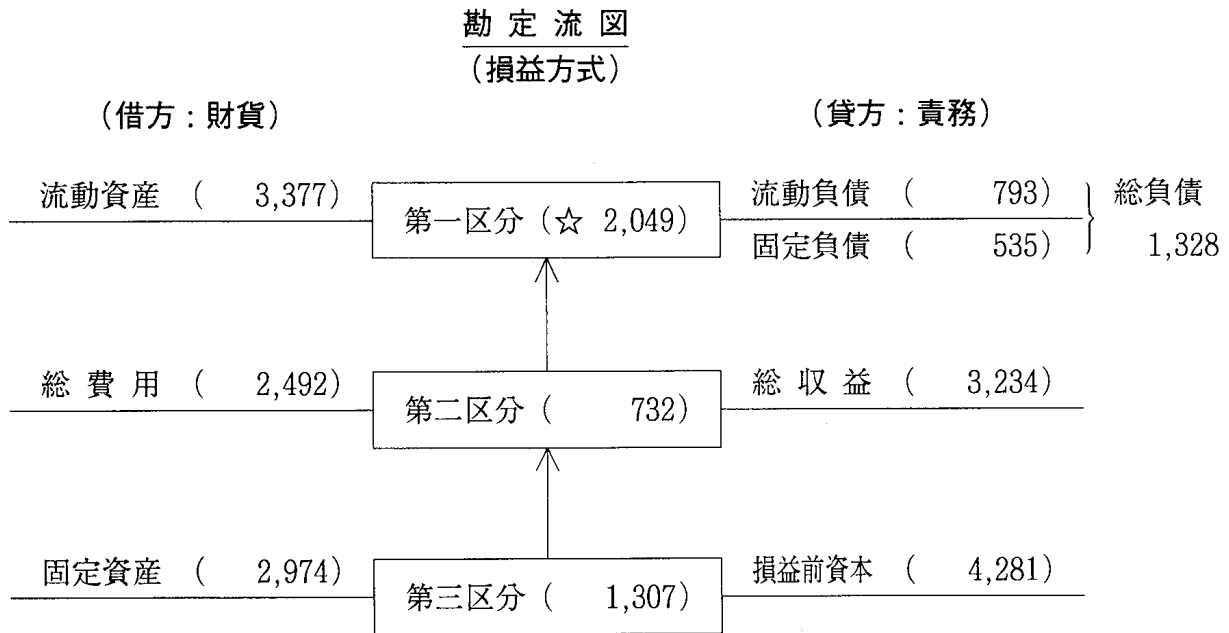 勘定流図
(損益方式)
(借方:財貨) (貸方:責務)
流動資産 ( 3,377) 第一区分 (☆ 2,049) 流動負債 ( 793) 総負債
固定負債 ( 535) 1,328
総費用 ( 2,492) 第二区分 ( 732) 総収益 ( 3,234)
固定資産 ( 2,974) 第三区分 ( 1,307) 損益前資本 ( 4,281)